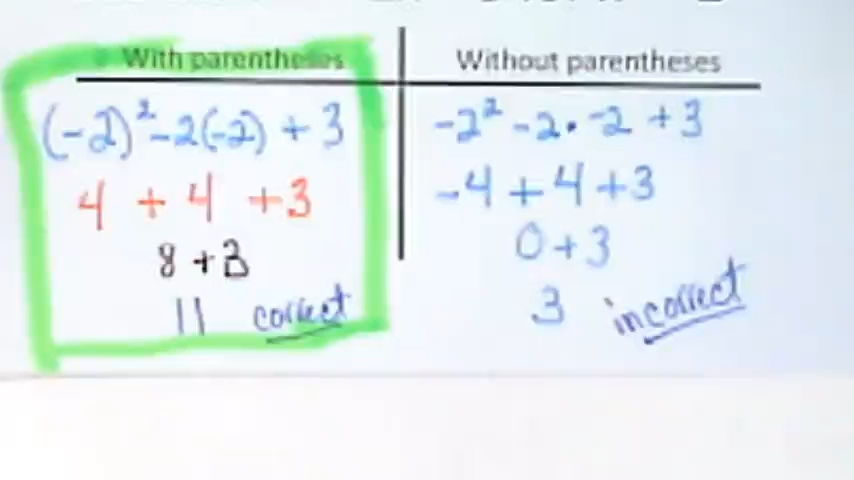 With parentheses
(-2)² - 2(-2) + 3
4 + 4 + 3
8 + 3
11 correct
Without parentheses
-2² - 2 • -2 + 3
-4 + 4 + 3
0 + 3
3 incorrect